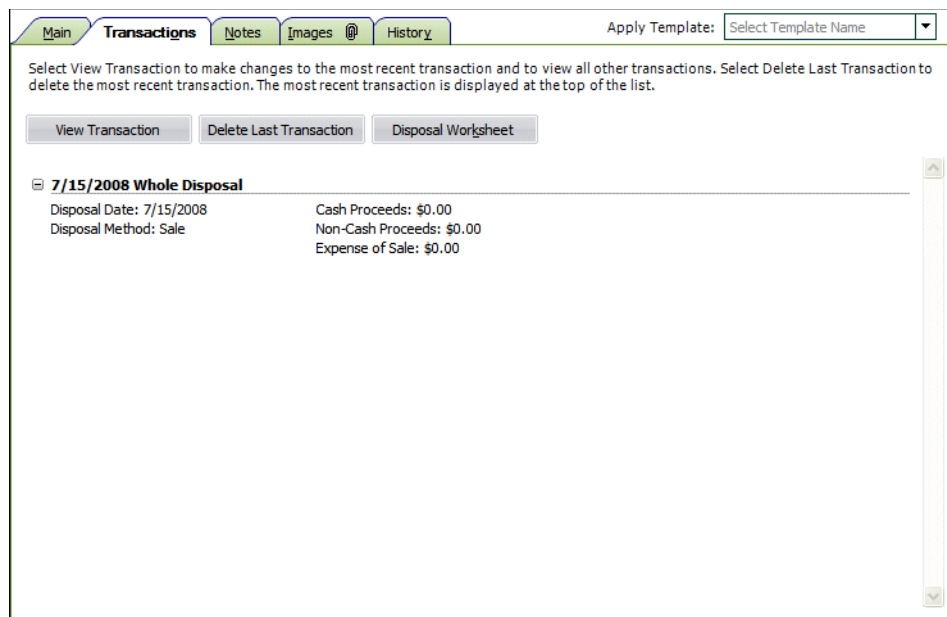 Main Transactions Notes Images History Apply Template: Select Template Name
Select View Transaction to make changes to the most recent transaction and to view all other transactions. Select Delete Last Transaction to
delete the most recent transaction. The most recent transaction is displayed at the top of the list.
View Transaction Delete Last Transaction Disposal Worksheet
7/15/2008 Whole Disposal
Disposal Date: 7/15/2008 Cash Proceeds: $0.00
Disposal Method: Sale Non-Cash Proceeds: $0.00
Expense of Sale: $0.00